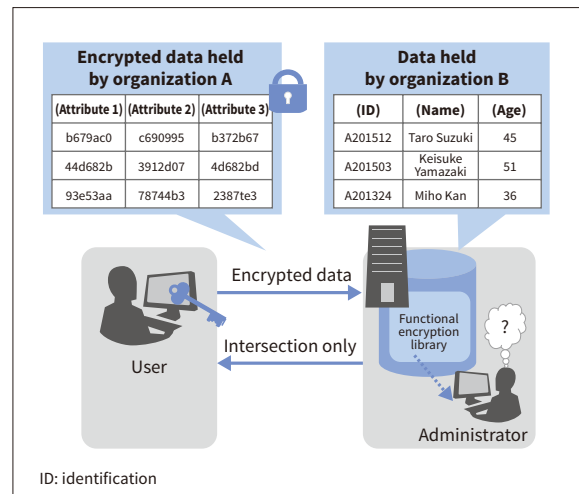 Encrypted data held
by organization A
(Attribute 1) (Attribute 2) (Attribute 3)
b679ac0 c690995 b372b67
44d682b 3912d07 4d682bd
93e53aa 78744b3 2387te3
Data held
by organization B
(ID) (Name) (Age)
A201512 Taro Suzuki 45
A201503 Keisuke Yamazaki 51
A201324 Miho Kan 36
Encrypted data
Intersection only
User
Functional
encryption
library
?
Administrator
ID: identification